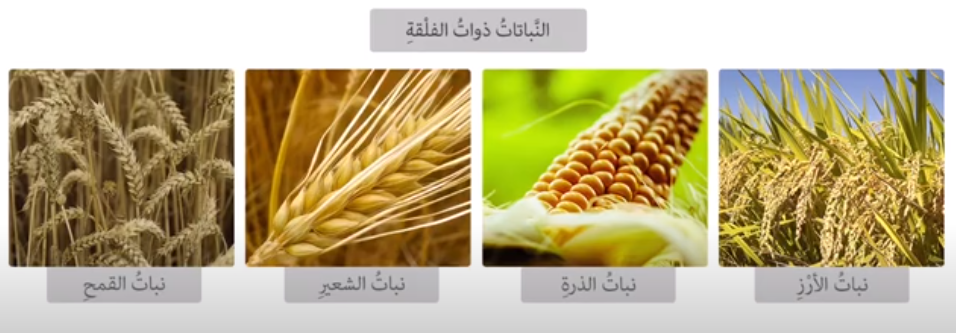 النَّباتاتُ ذواتُ الفلْقةِ
نباتُ الأرْزِ
نباتُ الذرةِ
نباتُ الشعيرِ
نباتُ القمحِ